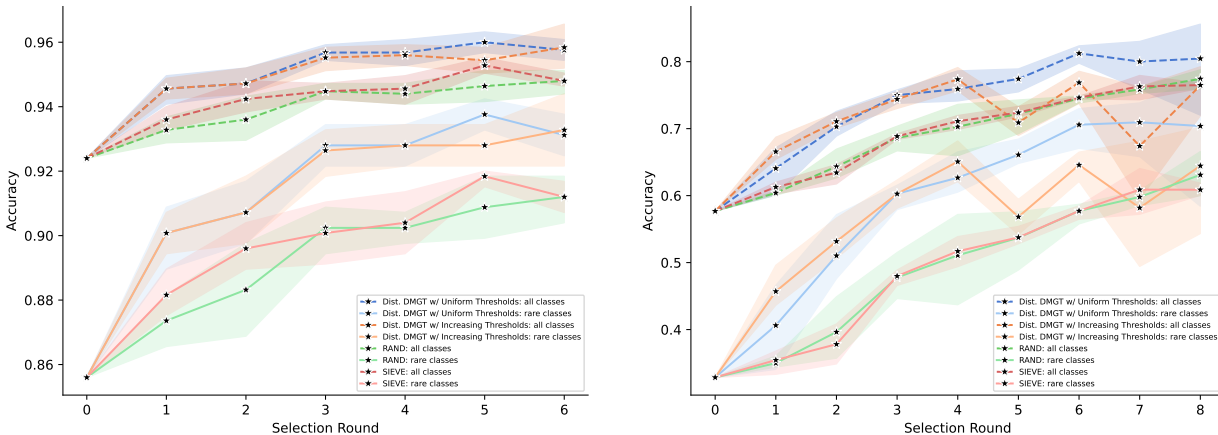 0.96
0.94
0.92
0.90
0.88
0.86
Accuracy
0 1 2 3 4 5 6
Selection Round
Dist. DMGT w/ Uniform Thresholds: all classes
Dist. DMGT w/ Uniform Thresholds: rare classes
Dist. DMGT w/ Increasing Thresholds: all classes
Dist. DMGT w/ Increasing Thresholds: rare classes
RAND: all classes
RAND: rare classes
SIEVE: all classes
SIEVE: rare classes
0.8
0.7
0.6
0.5
0.4
Accuracy
0 1 2 3 4 5 6 7 8
Selection Round
Dist. DMGT w/ Uniform Thresholds: all classes
Dist. DMGT w/ Uniform Thresholds: rare classes
Dist. DMGT w/ Increasing Thresholds: all classes
Dist. DMGT w/ Increasing Thresholds: rare classes
RAND: all classes
RAND: rare classes
SIEVE: all classes
SIEVE: rare classes